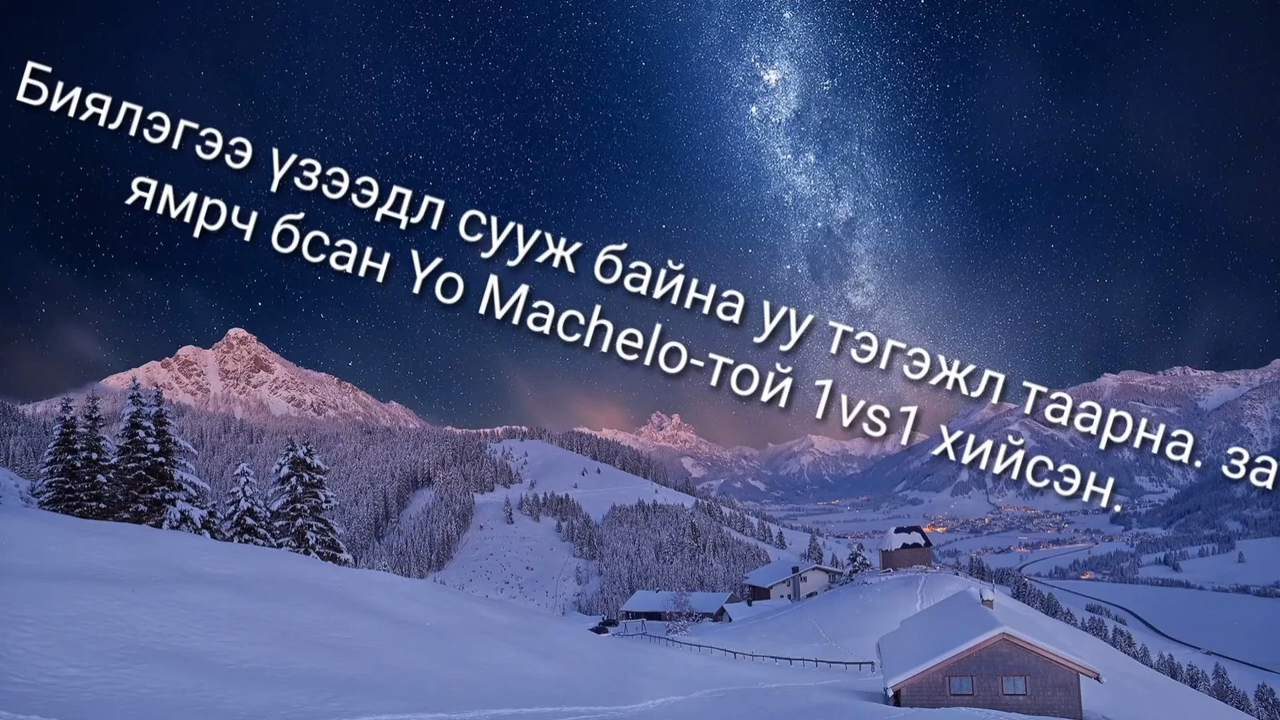 Биялэгээ үзээдл сууж байна уу тэгэжл таарна. за
ямрч бсан Yo Machelo-той 1vs1 хийсэн.